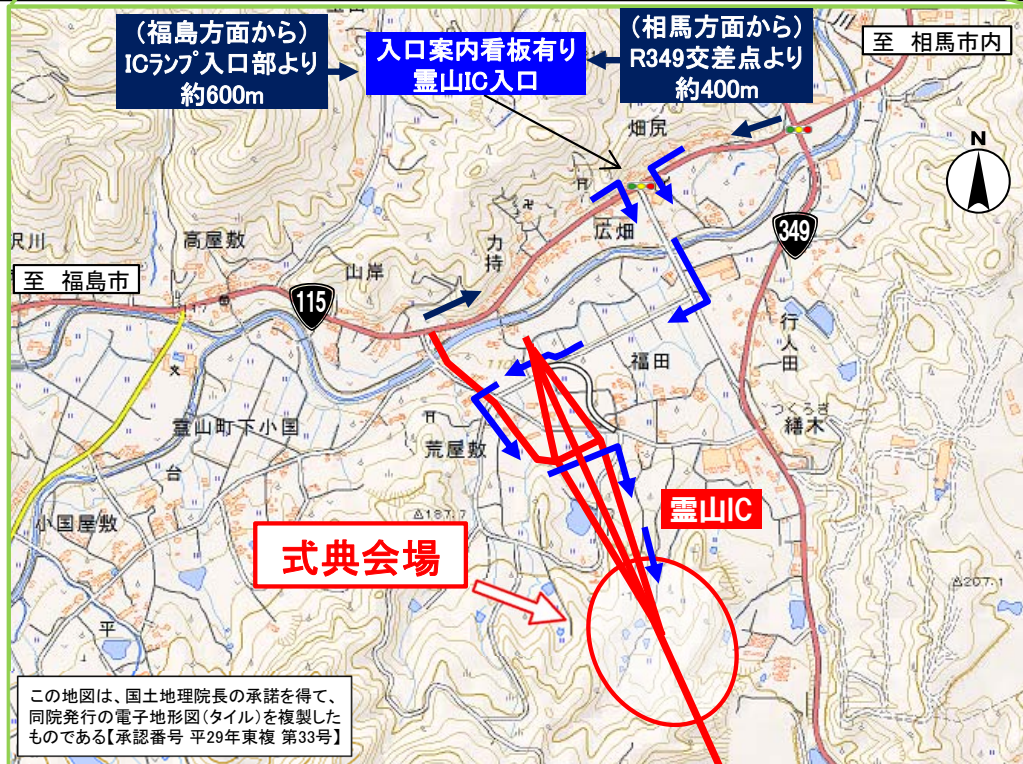 (福島方面から)
ICランプ入口部より
約600m
入口案内看板有り
霊山IC入口
(相馬方面から)
R349交差点より
約400m
至 相馬市内
畑尻
N
広畑
349
沢川
高屋敷
力持
山岸
至 福島市
115
行人田
福田
つくろぎ
繕木
霊山町下小国
荒屋敷
台
小国屋敷
△187.7
霊山IC
式典会場
△207.1
平
この地図は、国土地理院長の承諾を得て、
同院発行の電子地形図(タイル)を複製した
ものである【承認番号 平29年東複 第33号】